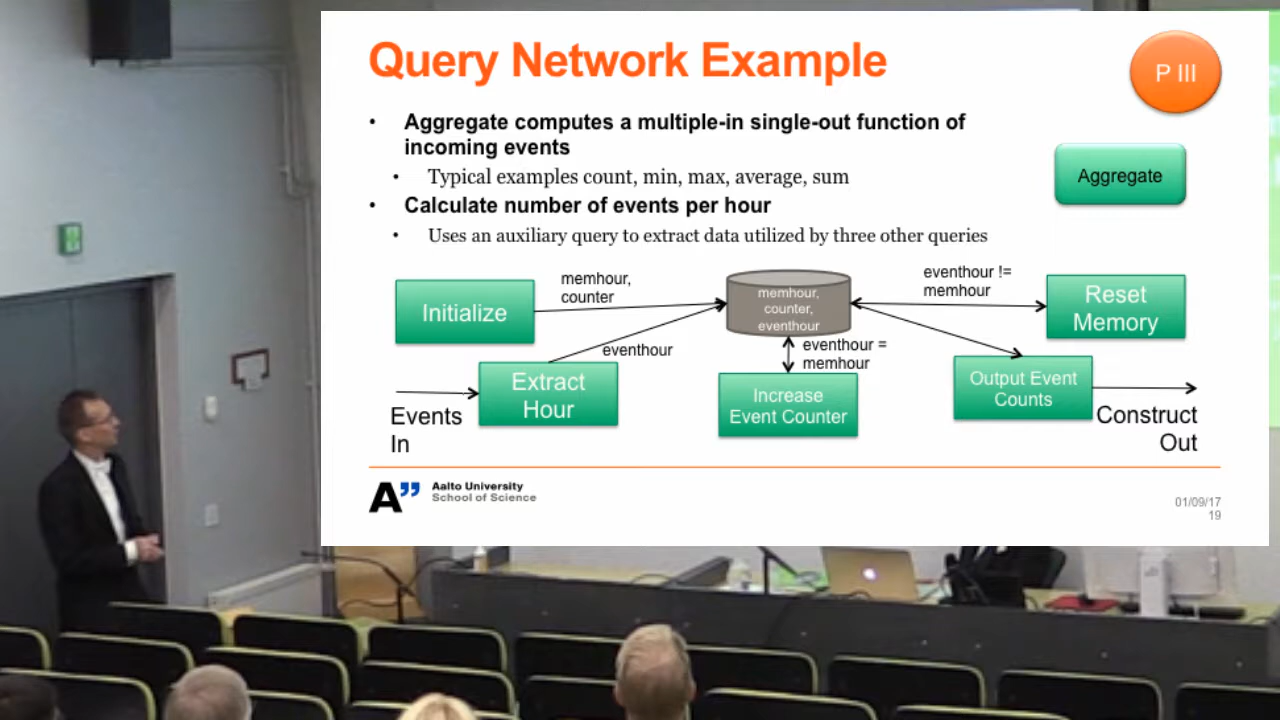 Query Network Example
P III
• Aggregate computes a multiple-in single-out function of
incoming events
• Typical examples count, min, max, average, sum
Aggregate
• Calculate number of events per hour
• Uses an auxiliary query to extract data utilized by three other queries
Initialize
memhour,
counter
memhour,
counter,
eventhour
eventhour !=
memhour
Reset
Memory
eventhour
eventhour =
memhour
Events
In
Extract
Hour
Increase
Event Counter
Output Event
Counts
Construct
Out
A”
Aalto University
School of Science
01/09/17
19